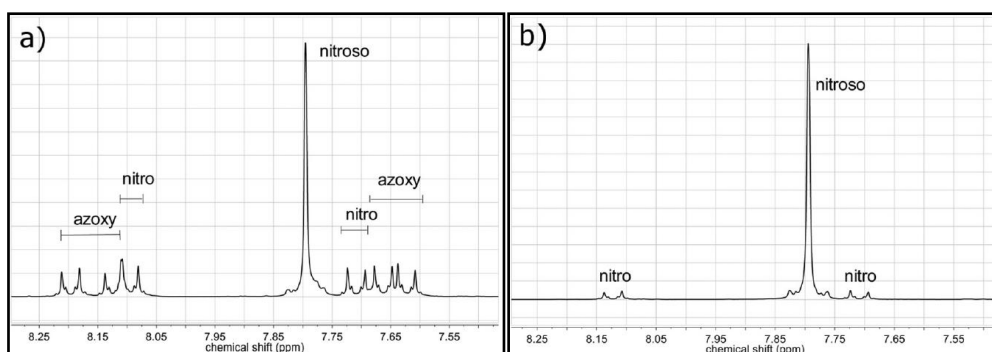 a)
nitroso
nitro
azoxy
azoxy
nitro
8.25 8.15 8.05 7.95 7.85 7.75 7.65 7.55
chemical shift (ppm)
b)
nitroso
nitro
nitro
8.25 8.15 8.05 7.95 7.85 7.75 7.65 7.55
chemical shift (ppm)